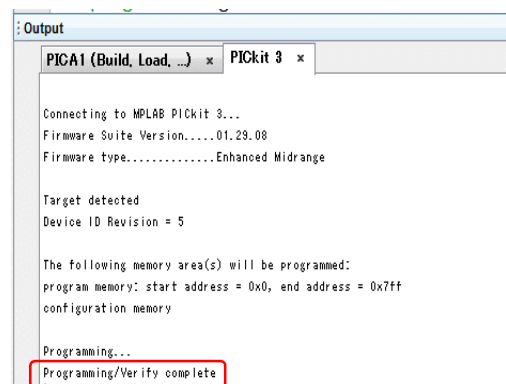 Output
PICA1 (Build, Load, ...) × PICkit 3 ×
Connecting to MPLAB PICkit 3...
Firmware Suite Version.....01.29.08
Firmware type..............Enhanced Midrange
Target detected
Device ID Revision = 5
The following memory area(s) will be programmed:
program memory: start address = 0x0, end address = 0x7ff
configuration memory
Programming...
Programming/Verify complete